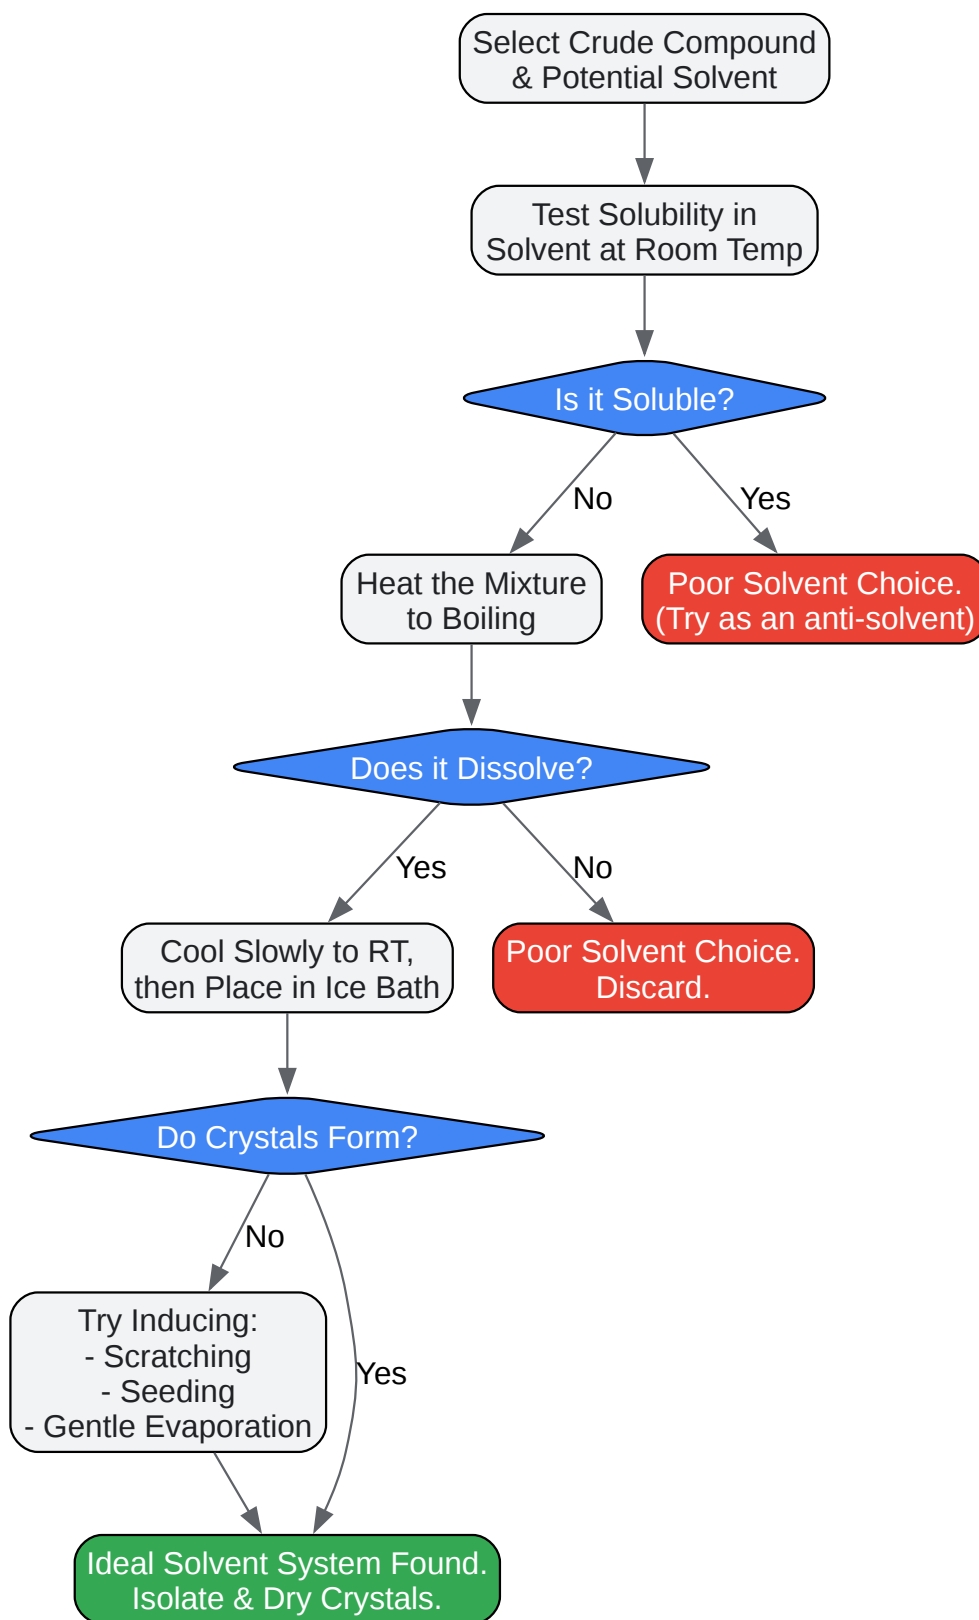 Select Crude Compound
& Potential Solvent
Test Solubility in
Solvent at Room Temp
Is it Soluble?
No
Yes
Heat the Mixture
to Boiling
Poor Solvent Choice.
(Try as an anti-solvent)
Does it Dissolve?
Yes
No
Cool Slowly to RT,
then Place in Ice Bath
Poor Solvent Choice.
Discard.
Do Crystals Form?
No
Try Inducing:
- Scratching
- Seeding
- Gentle Evaporation
Yes
Ideal Solvent System Found.
Isolate & Dry Crystals.